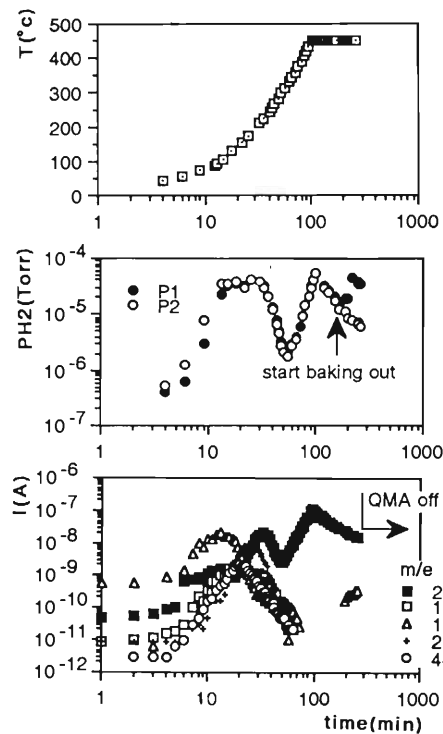 T(°c)
500
400
300
200
100
0
1 10 100 1000
PH2(Torr)
10-4
10-5
10-6
10-7
P1
P2
start baking out
1 10 100 1000
I(A)
10-6
10-7
10-8
10-9
10-10
10-11
10-12
QMA off
m/e
2
1
1
2
4
1 10 100 1000
time(min)